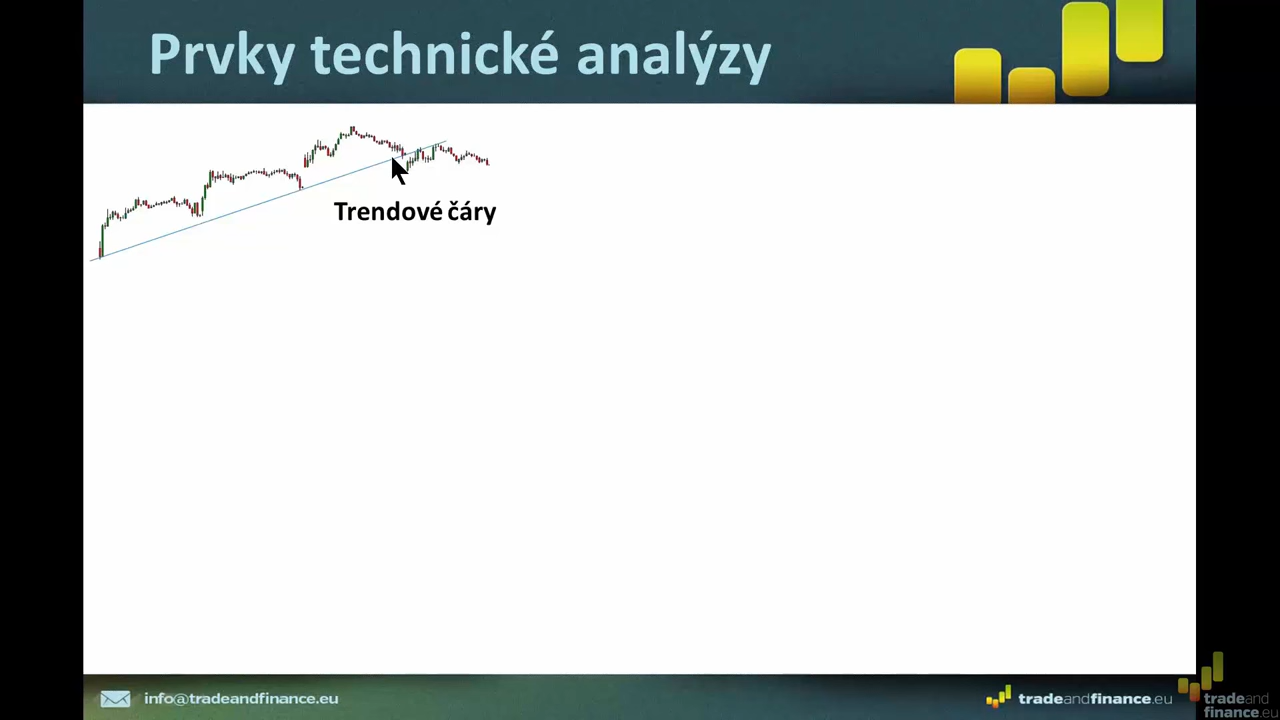 Prvky technické analýzy
Trendové čáry
info@tradeandfinance.eu
tradeandfinance.eu
tradeand
finance.eu